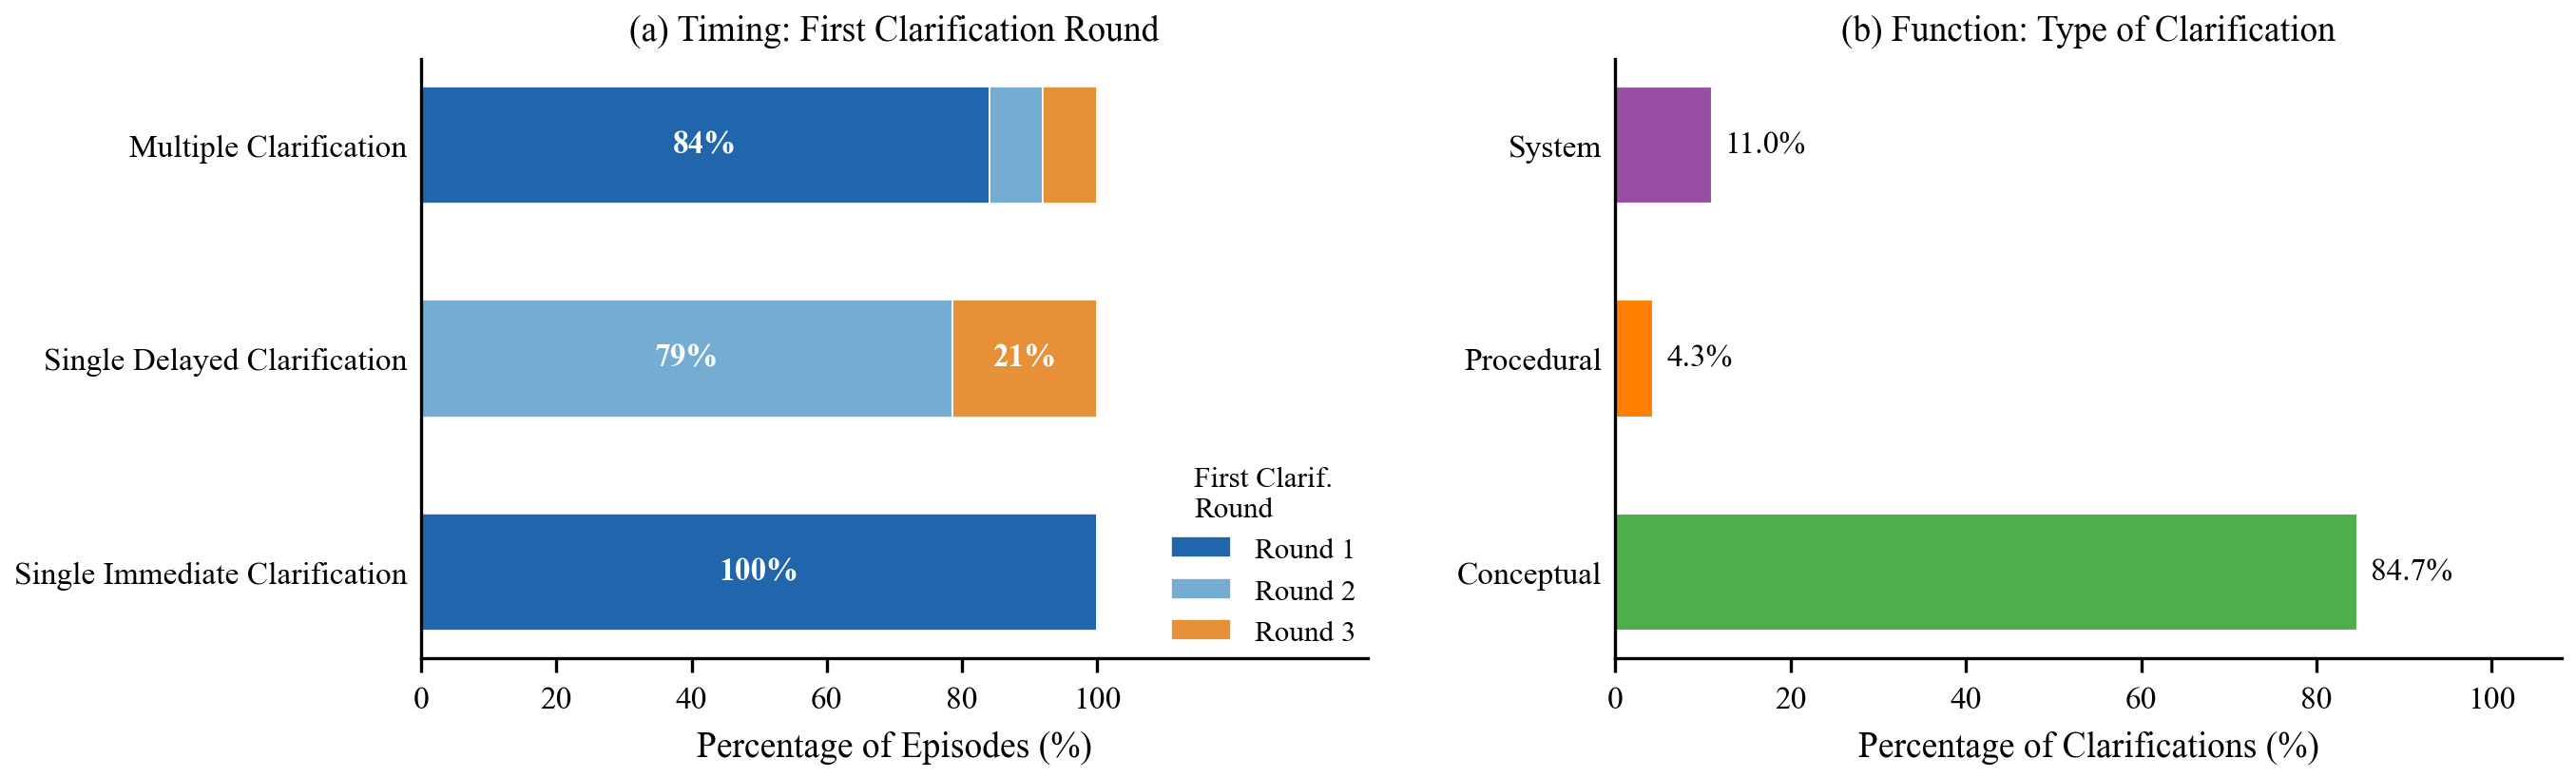 (a) Timing: First Clarification Round
Multiple Clarification
84%
Single Delayed Clarification
79%
21%
Single Immediate Clarification
100%
First Clarif.
Round
Round 1
Round 2
Round 3
0 20 40 60 80 100
Percentage of Episodes (%)
(b) Function: Type of Clarification
System
11.0%
Procedural
4.3%
Conceptual
84.7%
0 20 40 60 80 100
Percentage of Clarifications (%)